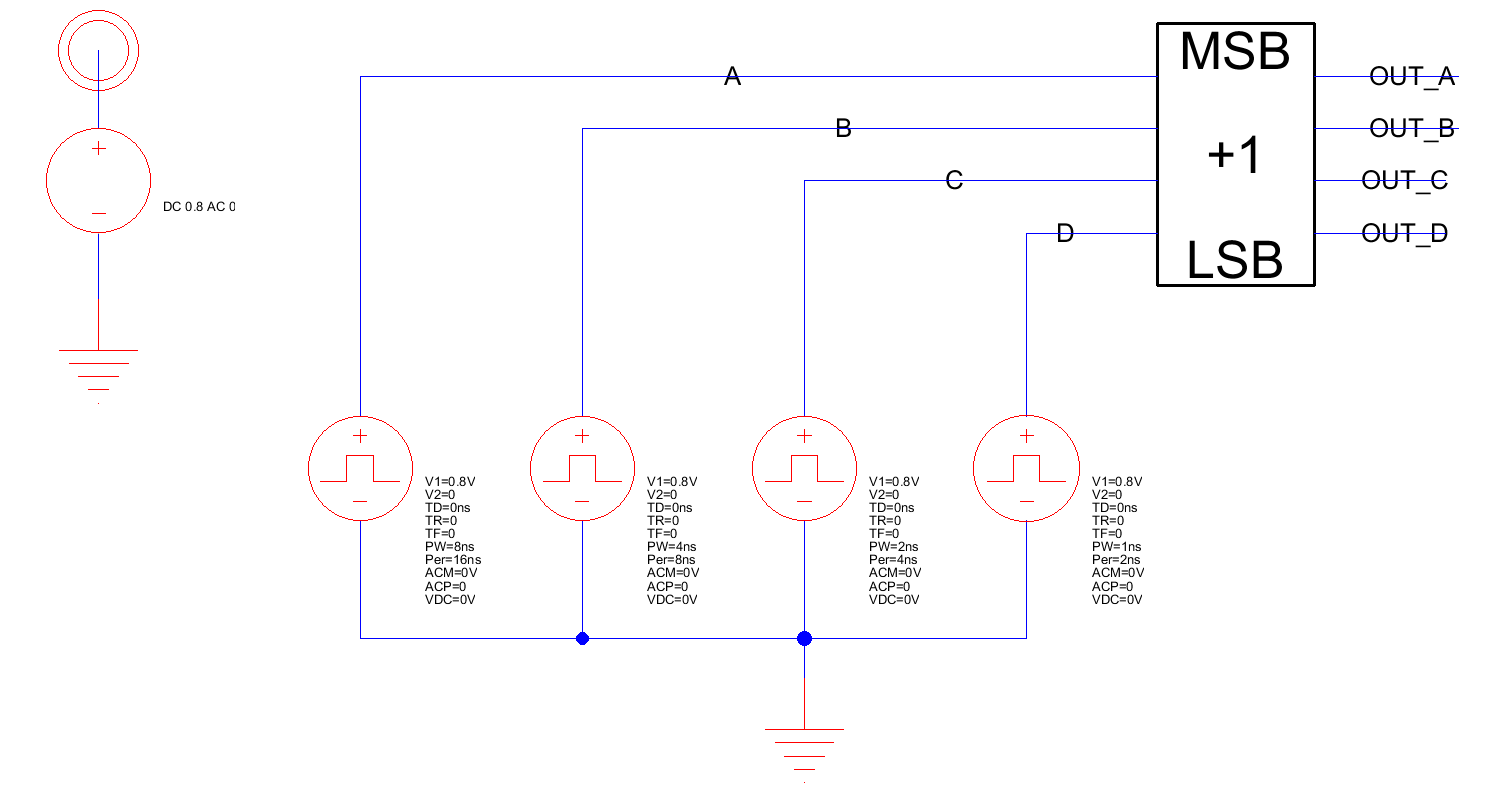 MSB
A
OUT_A
B
OUT_B
+1
C
OUT_C
DC 0.8 AC 0
D
OUT_D
LSB
+
−
+
−
V1=0.8V
V2=0
TD=0ns
TR=0
TF=0
PW=8ns
Per=16ns
ACM=0V
ACP=0
VDC=0V
+
−
V1=0.8V
V2=0
TD=0ns
TR=0
TF=0
PW=4ns
Per=8ns
ACM=0V
ACP=0
VDC=0V
+
−
V1=0.8V
V2=0
TD=0ns
TR=0
TF=0
PW=2ns
Per=4ns
ACM=0V
ACP=0
VDC=0V
+
−
V1=0.8V
V2=0
TD=0ns
TR=0
TF=0
PW=1ns
Per=2ns
ACM=0V
ACP=0
VDC=0V